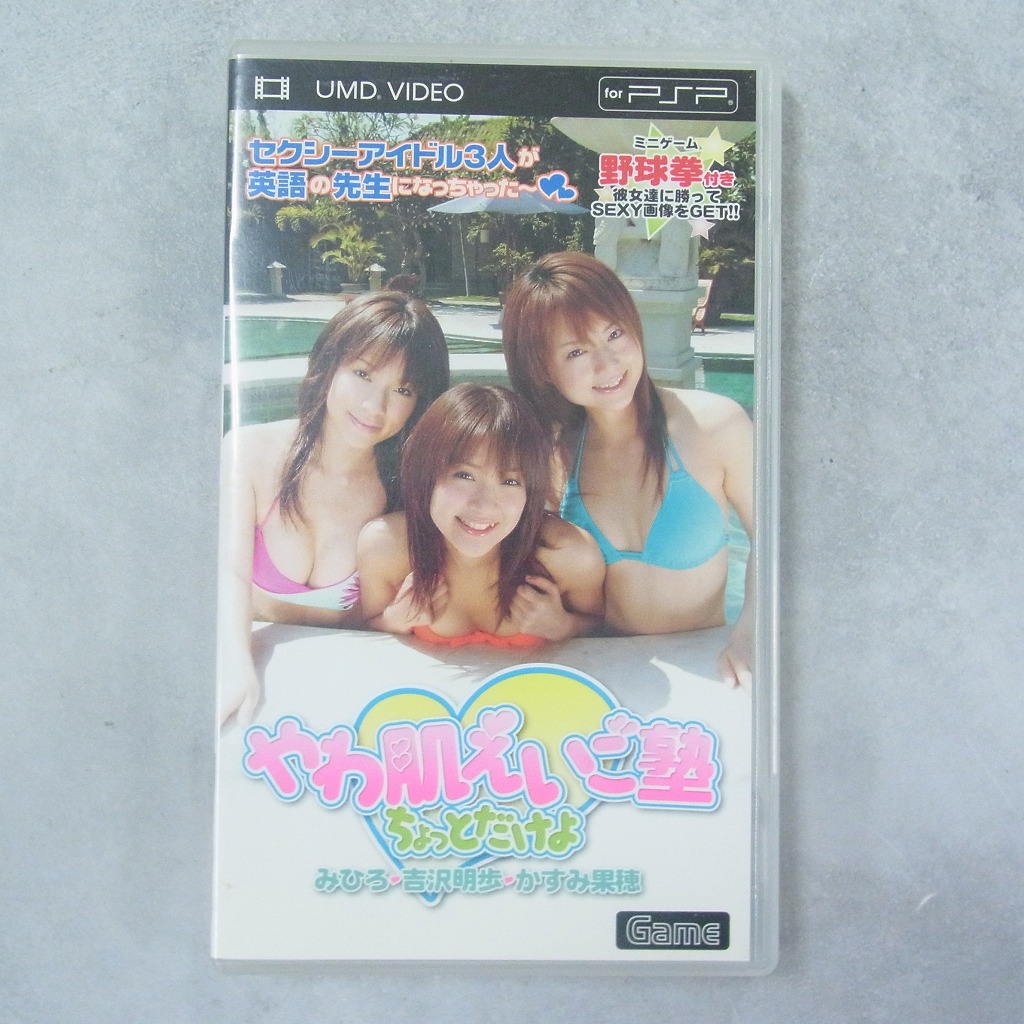 UMD® VIDEO
for PSP®
セクシーアイドル3人が
英語の先生になっちゃった〜
ミニゲーム
野球拳付き
彼女達に勝って
SEXY画像をGET!!
やわ肌えいご塾
ちょっとだけよ
みひろ・吉沢明歩・かすみ果穂
Game